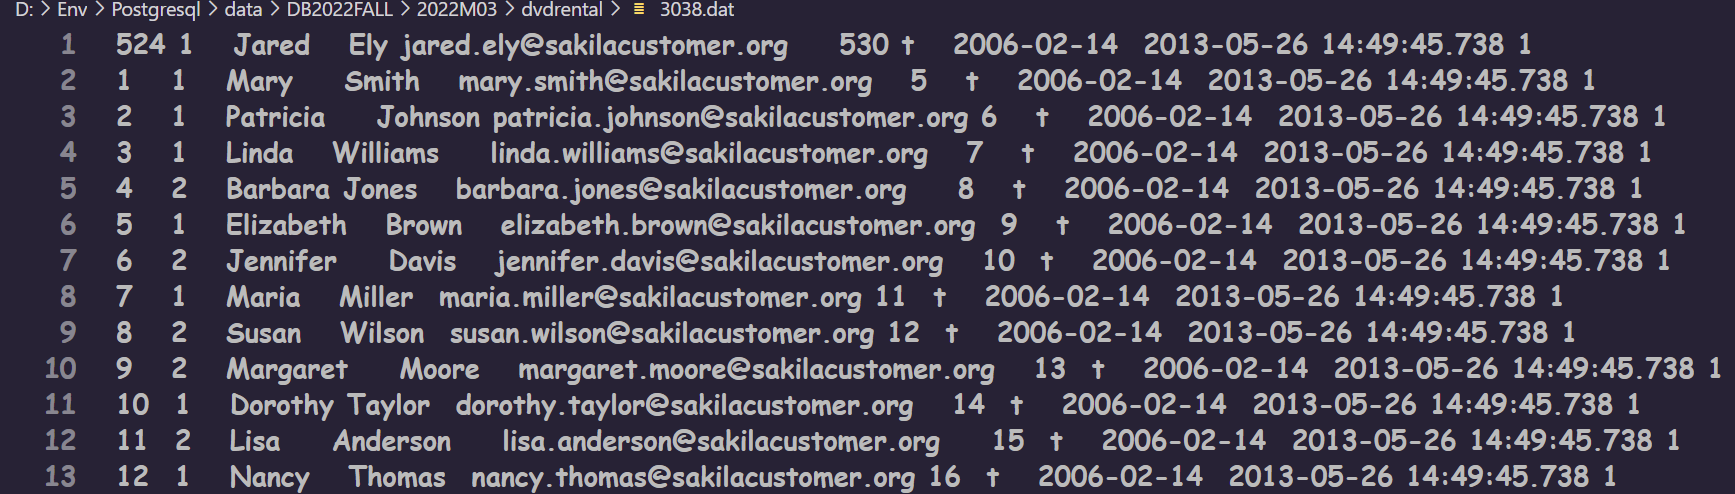 D: > Env > Postgresql > data > DB2022FALL > 2022M03 > dvdrental > 3038.dat
1 524 1 Jared Ely jared.ely@sakilacustomer.org 530 t 2006-02-14 2013-05-26 14:49:45.738 1
2 1 1 Mary Smith mary.smith@sakilacustomer.org 5 t 2006-02-14 2013-05-26 14:49:45.738 1
3 2 1 Patricia Johnson patricia.johnson@sakilacustomer.org 6 t 2006-02-14 2013-05-26 14:49:45.738 1
4 3 1 Linda Williams linda.williams@sakilacustomer.org 7 t 2006-02-14 2013-05-26 14:49:45.738 1
5 4 2 Barbara Jones barbara.jones@sakilacustomer.org 8 t 2006-02-14 2013-05-26 14:49:45.738 1
6 5 1 Elizabeth Brown elizabeth.brown@sakilacustomer.org 9 t 2006-02-14 2013-05-26 14:49:45.738 1
7 6 2 Jennifer Davis jennifer.davis@sakilacustomer.org 10 t 2006-02-14 2013-05-26 14:49:45.738 1
8 7 1 Maria Miller maria.miller@sakilacustomer.org 11 t 2006-02-14 2013-05-26 14:49:45.738 1
9 8 2 Susan Wilson susan.wilson@sakilacustomer.org 12 t 2006-02-14 2013-05-26 14:49:45.738 1
10 9 2 Margaret Moore margaret.moore@sakilacustomer.org 13 t 2006-02-14 2013-05-26 14:49:45.738 1
11 10 1 Dorothy Taylor dorothy.taylor@sakilacustomer.org 14 t 2006-02-14 2013-05-26 14:49:45.738 1
12 11 2 Lisa Anderson lisa.anderson@sakilacustomer.org 15 t 2006-02-14 2013-05-26 14:49:45.738 1
13 12 1 Nancy Thomas nancy.thomas@sakilacustomer.org 16 t 2006-02-14 2013-05-26 14:49:45.738 1